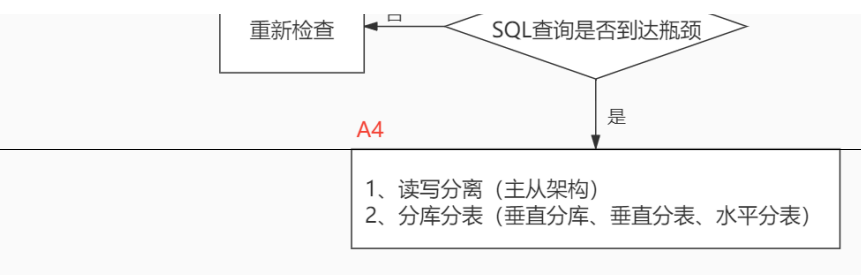 重新检查
SQL查询是否到达瓶颈
是
A4
1、读写分离（主从架构）
2、分库分表（垂直分库、垂直分表、水平分表）